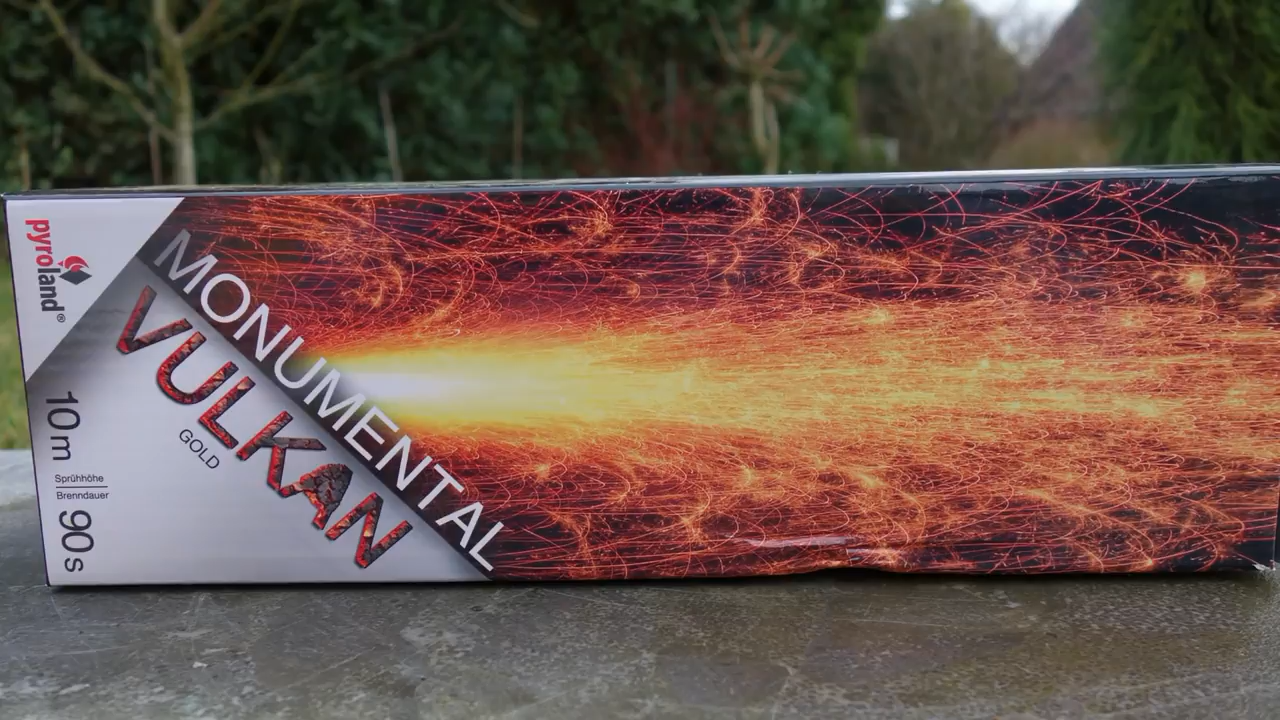 pyroland®
MONUMENTAL
VULKAN
GOLD
10 m
Sprühhöhe
Brenndauer
90 s